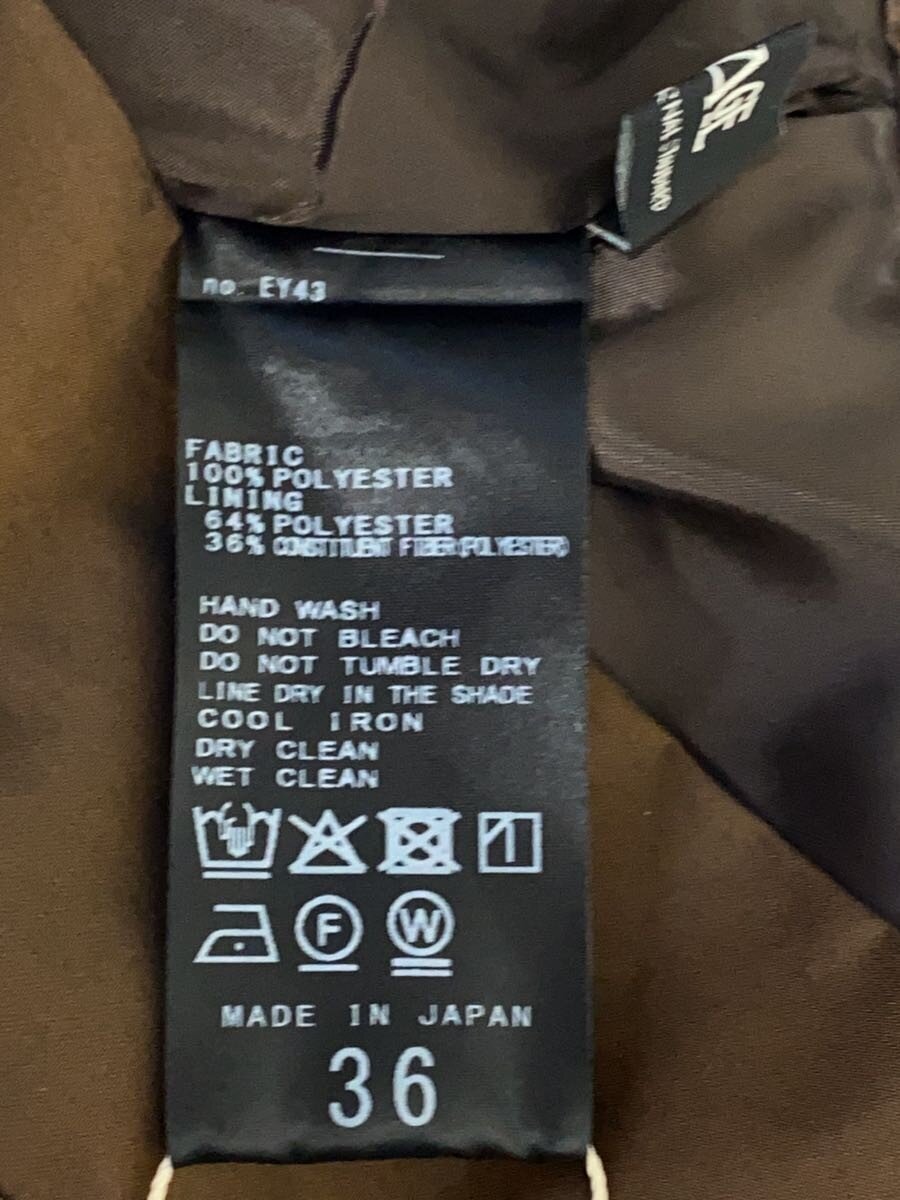 AGE
no. EY43
FABRIC
100% POLYESTER
LINING
64% POLYESTER
36% CONSTITUENT FIBER(POLYESTER)
HAND WASH
DO NOT BLEACH
DO NOT TUMBLE DRY
LINE DRY IN THE SHADE
COOL IRON
DRY CLEAN
WET CLEAN
F W
MADE IN JAPAN
36